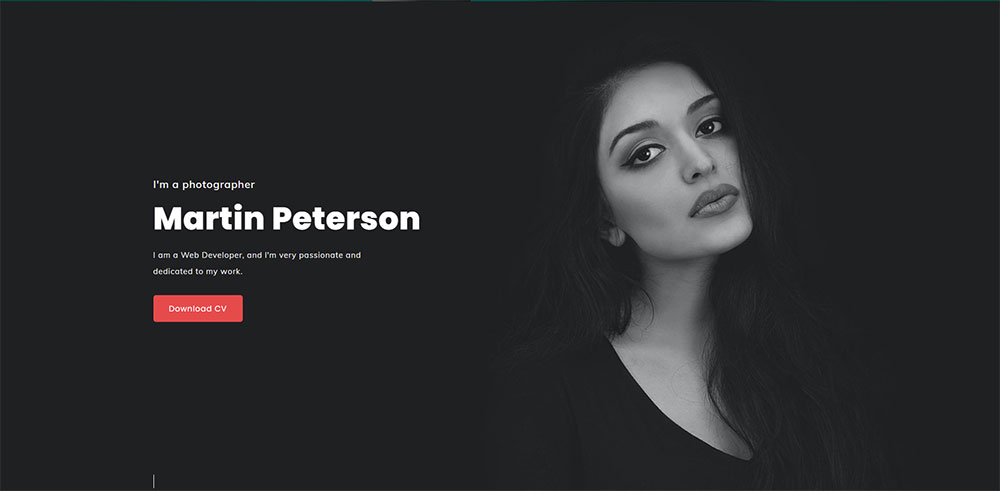 I'm a photographer
Martin Peterson
I am a Web Developer, and I'm very passionate and
dedicated to my work.
Download CV